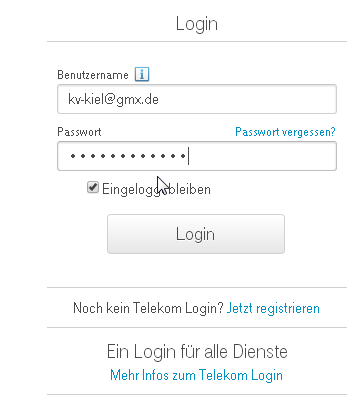 Login
Benutzername
kv-kiel@gmx.de
Passwort Passwort vergessen?
••••••••••••
Eingeloggt bleiben
Login
Noch kein Telekom Login? Jetzt registrieren
Ein Login für alle Dienste
Mehr Infos zum Telekom Login